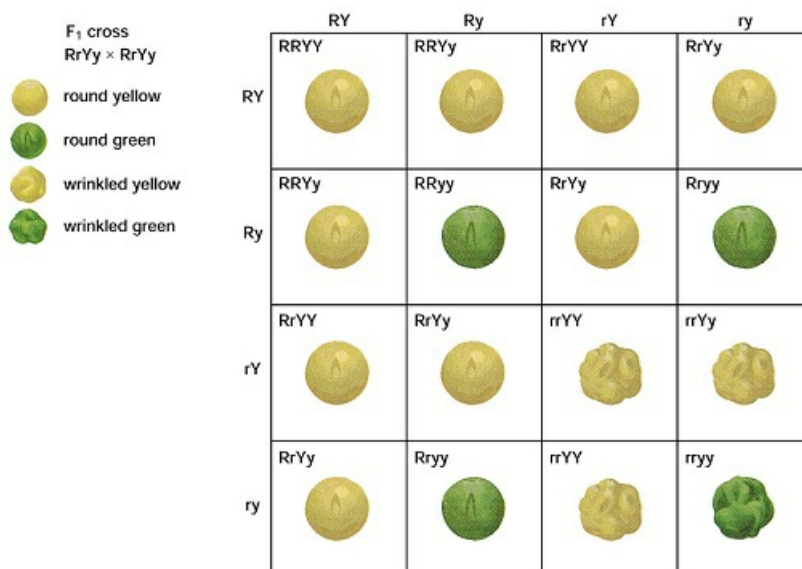 F₁ cross
RrYy × RrYy
round yellow
round green
wrinkled yellow
wrinkled green
RY Ry rY ry
RY
RRYY RRYy RrYY RrYy
Ry
RRYy RRyy RrYy Rryy
rY
RrYY RrYy rrYY rrYy
ry
RrYy Rryy rrYY rryy